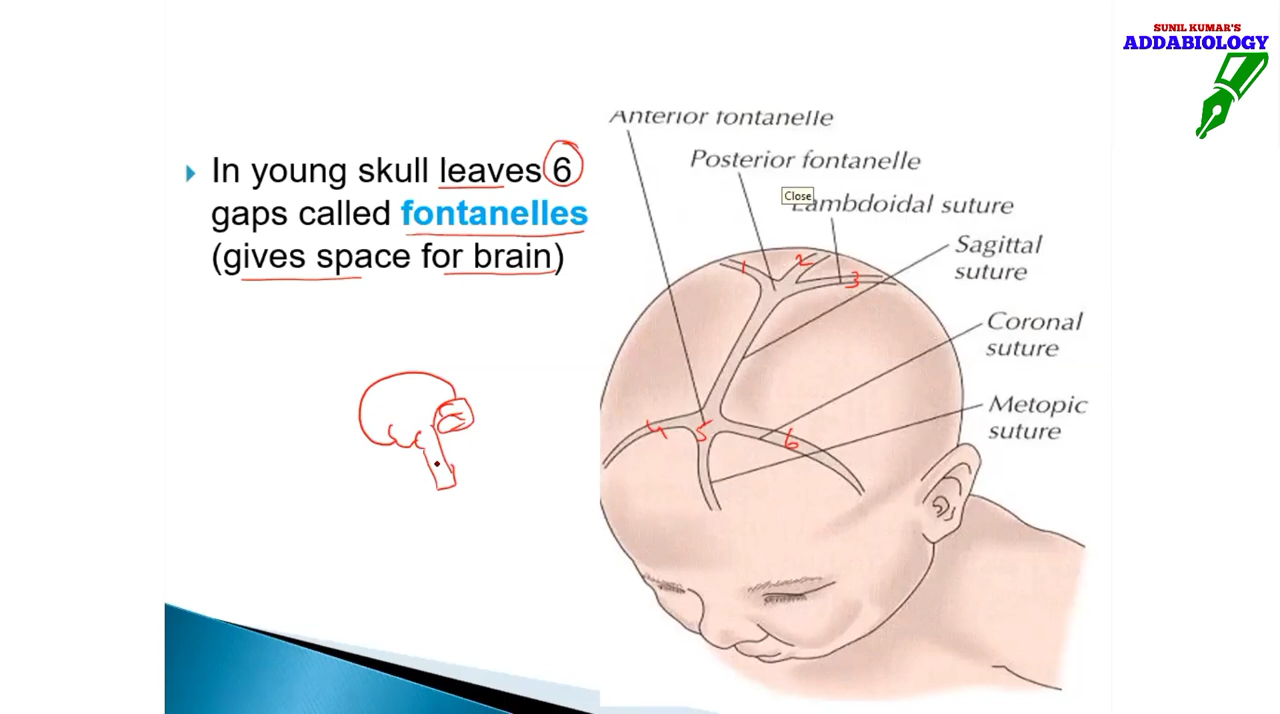 SUNIL KUMAR'S
ADDABIOLOGY
In young skull leaves 6
gaps called fontanelles
(gives space for brain)
Anterior fontanelle
Posterior fontanelle
Close
Lambdoidal suture
Sagittal
suture
Coronal
suture
Metopic
suture
1
2
3
4
5
6